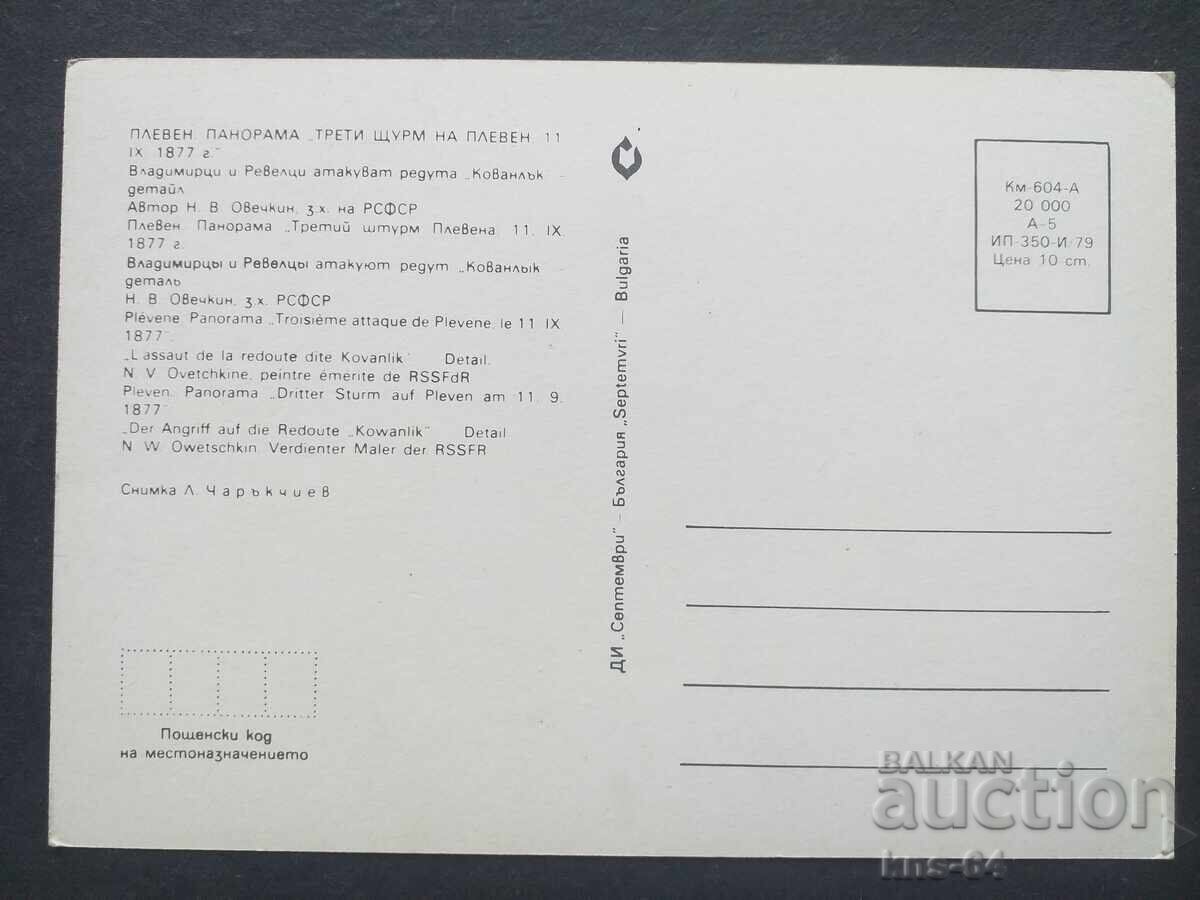 ПЛЕВЕН. ПАНОРАМА „ТРЕТИ ЩУРМ НА ПЛЕВЕН 11
IX 1877 г."
Владимирци и Ревелци атакуват редута „Кованлък –
детайл
Автор Н. В. Овечкин, з.х. на РСФСР
Плевен. Панорама „Третий штурм Плевена. 11. IX.
1877 г.
Владимирцы и Ревелцы атакуют редут „Кованлык –
деталь
Н. В. Овечкин, з.х. РСФСР
Plévene. Panorama „Troisième attaque de Plevene, le 11 IX
1877"
„L'assaut de la redoute dite Kovanlik" Detail.
N. V. Ovetchkine, peintre émerite de RSSFdR
Pleven. Panorama „Dritter Sturm auf Pleven am 11. 9.
1877"
„Der Angriff auf die Redoute „Kowanlik" Detail
N. W. Owetschkin. Verdienter Maler der RSSFR
Снимка Л. Чаръкчиев
Пощенски код
на местоназначението
ДИ „Септември" – България „Septemvri" – Bulgaria
Км-604-А
20 000
А-5
ИП-350-И-79
Цена 10 ст.
BALKAN
auction
kns-64